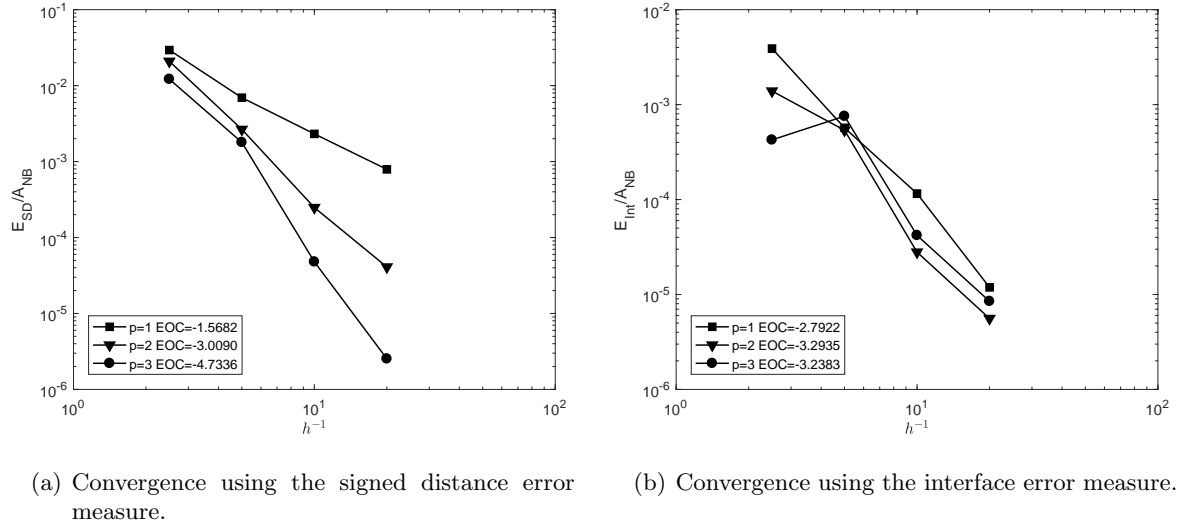 10^-1
10^-2
10^-3
10^-4
10^-5
10^-6
E_SD/A_NB
p=1 EOC=-1.5682
p=2 EOC=-3.0090
p=3 EOC=-4.7336
10^0
10^1
10^2
h^-1
(a) Convergence using the signed distance error
measure.
10^-2
10^-3
10^-4
10^-5
10^-6
E_Int/A_NB
p=1 EOC=-2.7922
p=2 EOC=-3.2935
p=3 EOC=-3.2383
10^0
10^1
10^2
h^-1
(b) Convergence using the interface error measure.